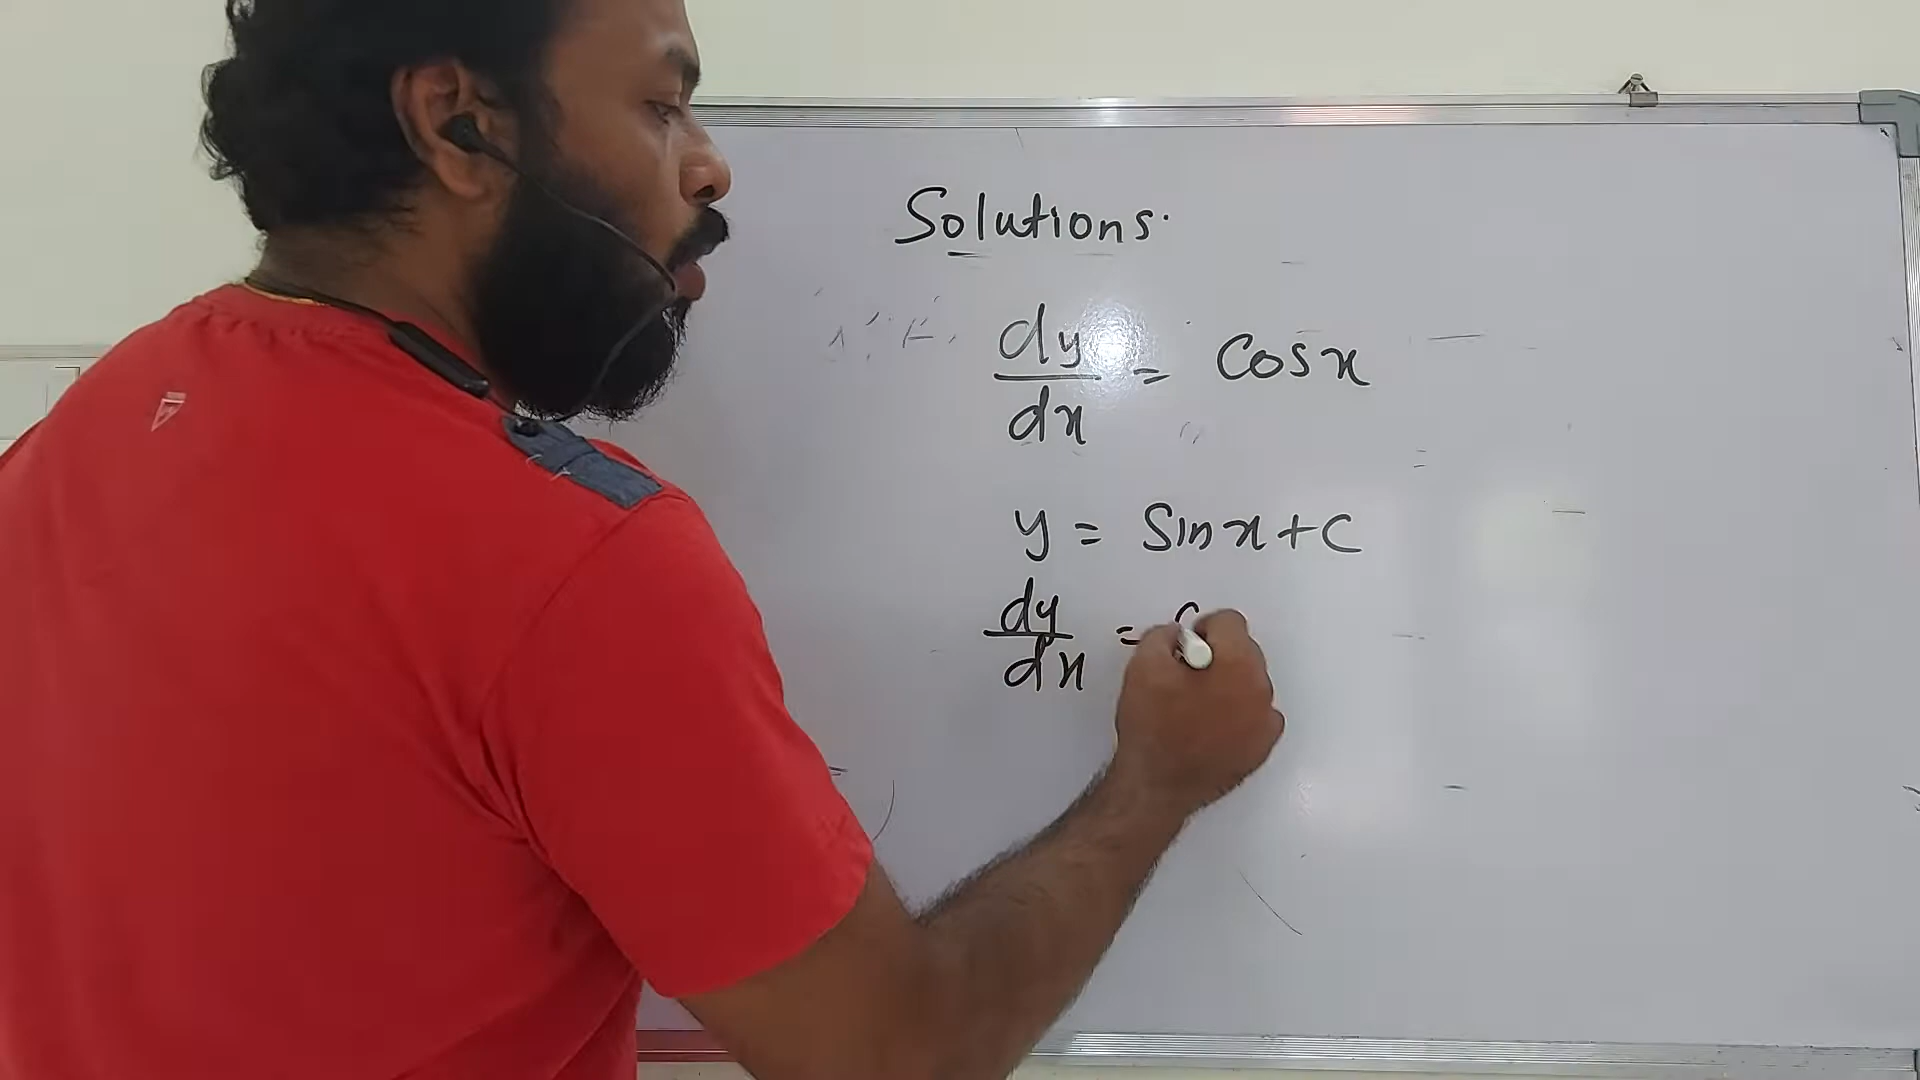 Solutions.
dy/dx = Cosx
y = Sinx+C
dy/dx =